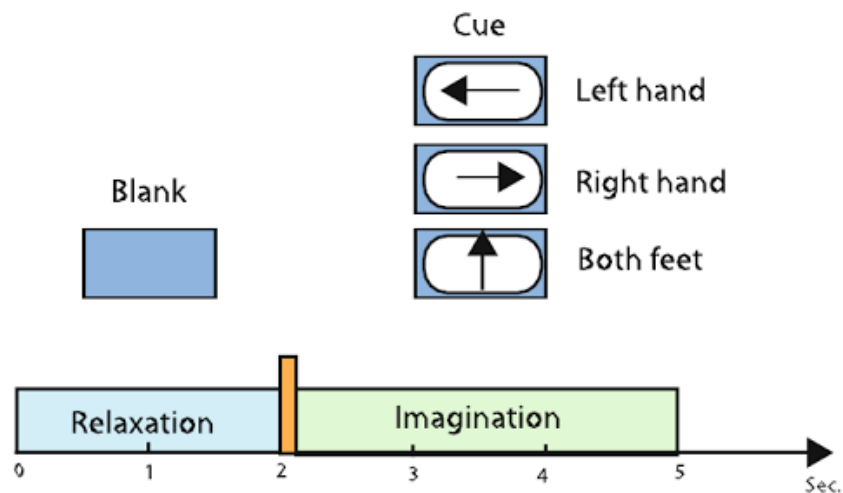 Cue
Left hand
Right hand
Blank
Both feet
Relaxation
Imagination
0 1 2 3 4 5
Sec.